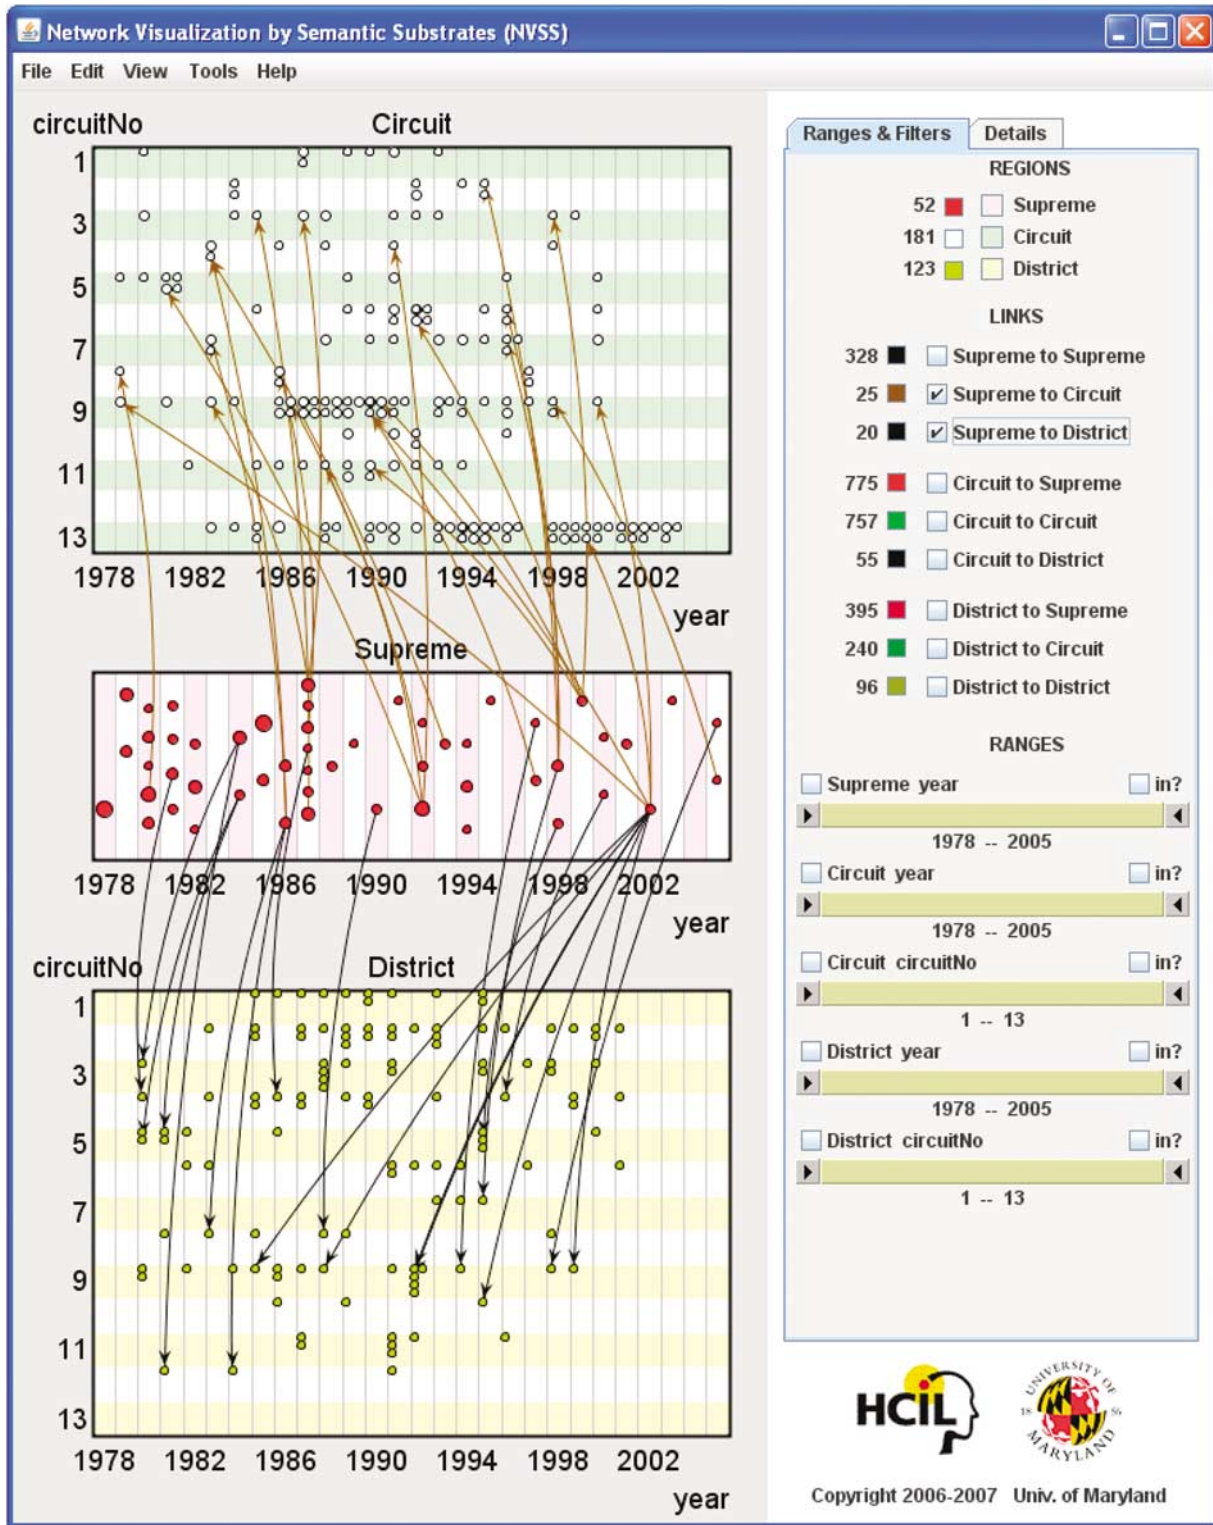 Network Visualization by Semantic Substrates (NVSS)
File Edit View Tools Help
circuitNo
Circuit
1
3
5
7
9
11
13
1978 1982 1986 1990 1994 1998 2002
year
Supreme
1978 1982 1986 1990 1994 1998 2002
year
circuitNo
District
1
3
5
7
9
11
13
1978 1982 1986 1990 1994 1998 2002
year
Ranges & Filters Details
REGIONS
52 Supreme
181 Circuit
123 District
LINKS
328 Supreme to Supreme
25 Supreme to Circuit
20 Supreme to District
775 Circuit to Supreme
757 Circuit to Circuit
55 Circuit to District
395 District to Supreme
240 District to Circuit
96 District to District
RANGES
Supreme year in?
1978 -- 2005
Circuit year in?
1978 -- 2005
Circuit circuitNo in?
1 -- 13
District year in?
1978 -- 2005
District circuitNo in?
1 -- 13
HCIL
UNIVERSITY OF
18 56
MARYLAND
Copyright 2006-2007 Univ. of Maryland